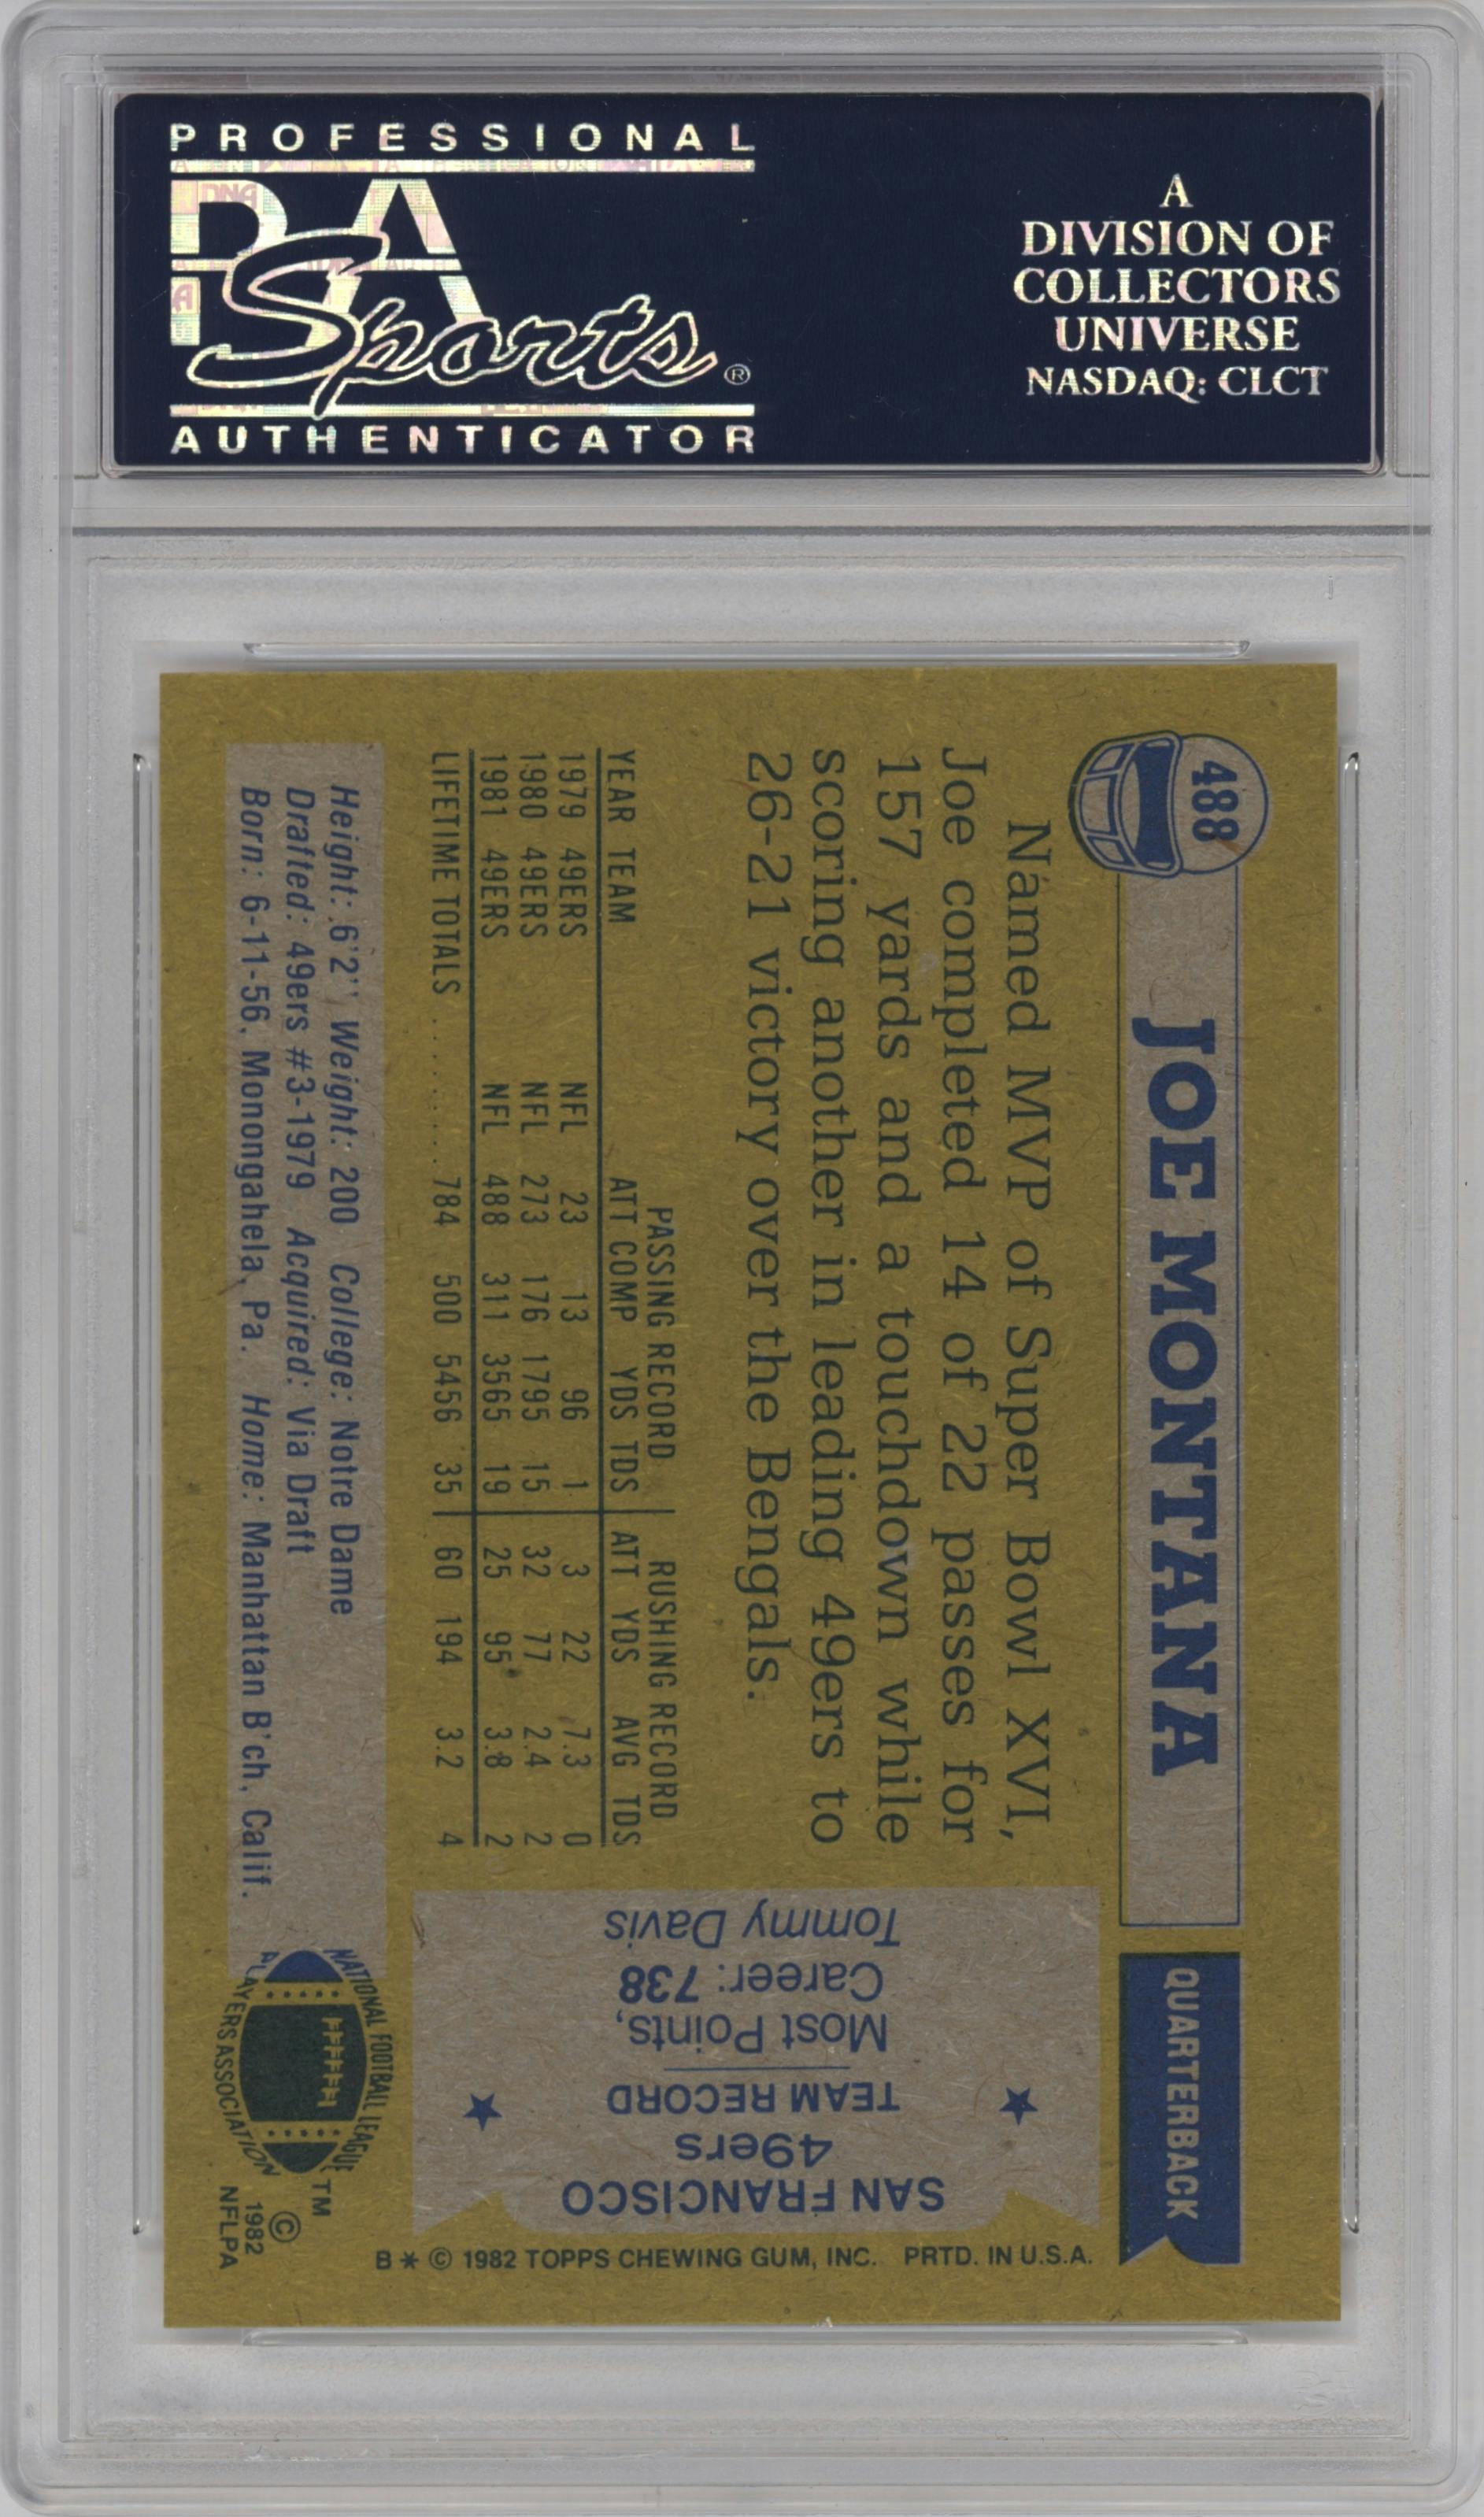 PROFESSIONAL
PSA
Sports®
AUTHENTICATOR
A
DIVISION OF
COLLECTORS
UNIVERSE
NASDAQ: CLCT
488
JOE MONTANA
QUARTERBACK
Named MVP of Super Bowl XVI,
Joe completed 14 of 22 passes for
157 yards and a touchdown while
scoring another in leading 49ers to
26-21 victory over the Bengals.
PASSING RECORD RUSHING RECORD
YEAR TEAM ATT COMP YDS TDS ATT YDS AVG TDS
1979 49ERS NFL 23 13 96 1 3 22 7.3 0
1980 49ERS NFL 273 176 1795 15 32 77 2.4 2
1981 49ERS NFL 488 311 3565 19 25 95 3.8 2
LIFETIME TOTALS .......... 784 500 5456 35 60 194 3.2 4
Height: 6'2" Weight: 200 College: Notre Dame
Drafted: 49ers #3-1979 Acquired: Via Draft
Born: 6-11-56, Monongahela, Pa. Home: Manhattan B'ch, Calif.
SAN FRANCISCO
49ers
TEAM RECORD
Most Points,
Career: 738
Tommy Davis
NATIONAL FOOTBALL LEAGUE
PLAYERS ASSOCIATION
TM
©
1982
NFLPA
B* © 1982 TOPPS CHEWING GUM, INC. PRTD. IN U.S.A.